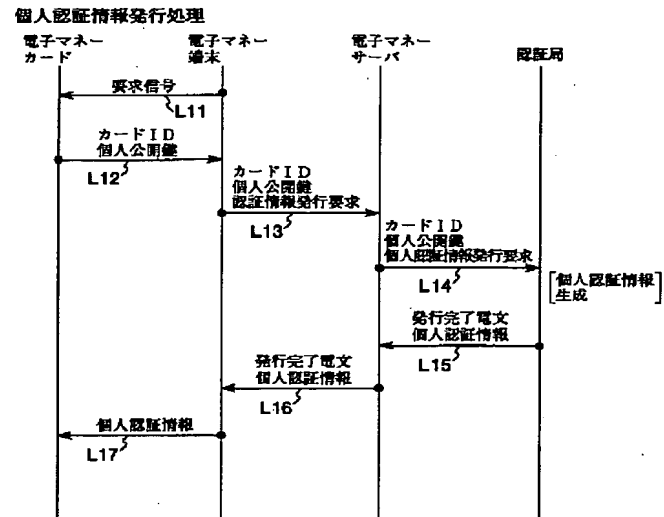 個人認証情報発行処理
電子マネー
カード
電子マネー
端末
電子マネー
サーバ
認証局
要求信号
L11
カードID
個人公開鍵
L12
カードID
個人公開鍵
認証情報発行要求
L13
カードID
個人公開鍵
個人認証情報発行要求
L14
個人認証情報
生成
発行完了電文
個人認証情報
L15
発行完了電文
個人認証情報
L16
個人認証情報
L17